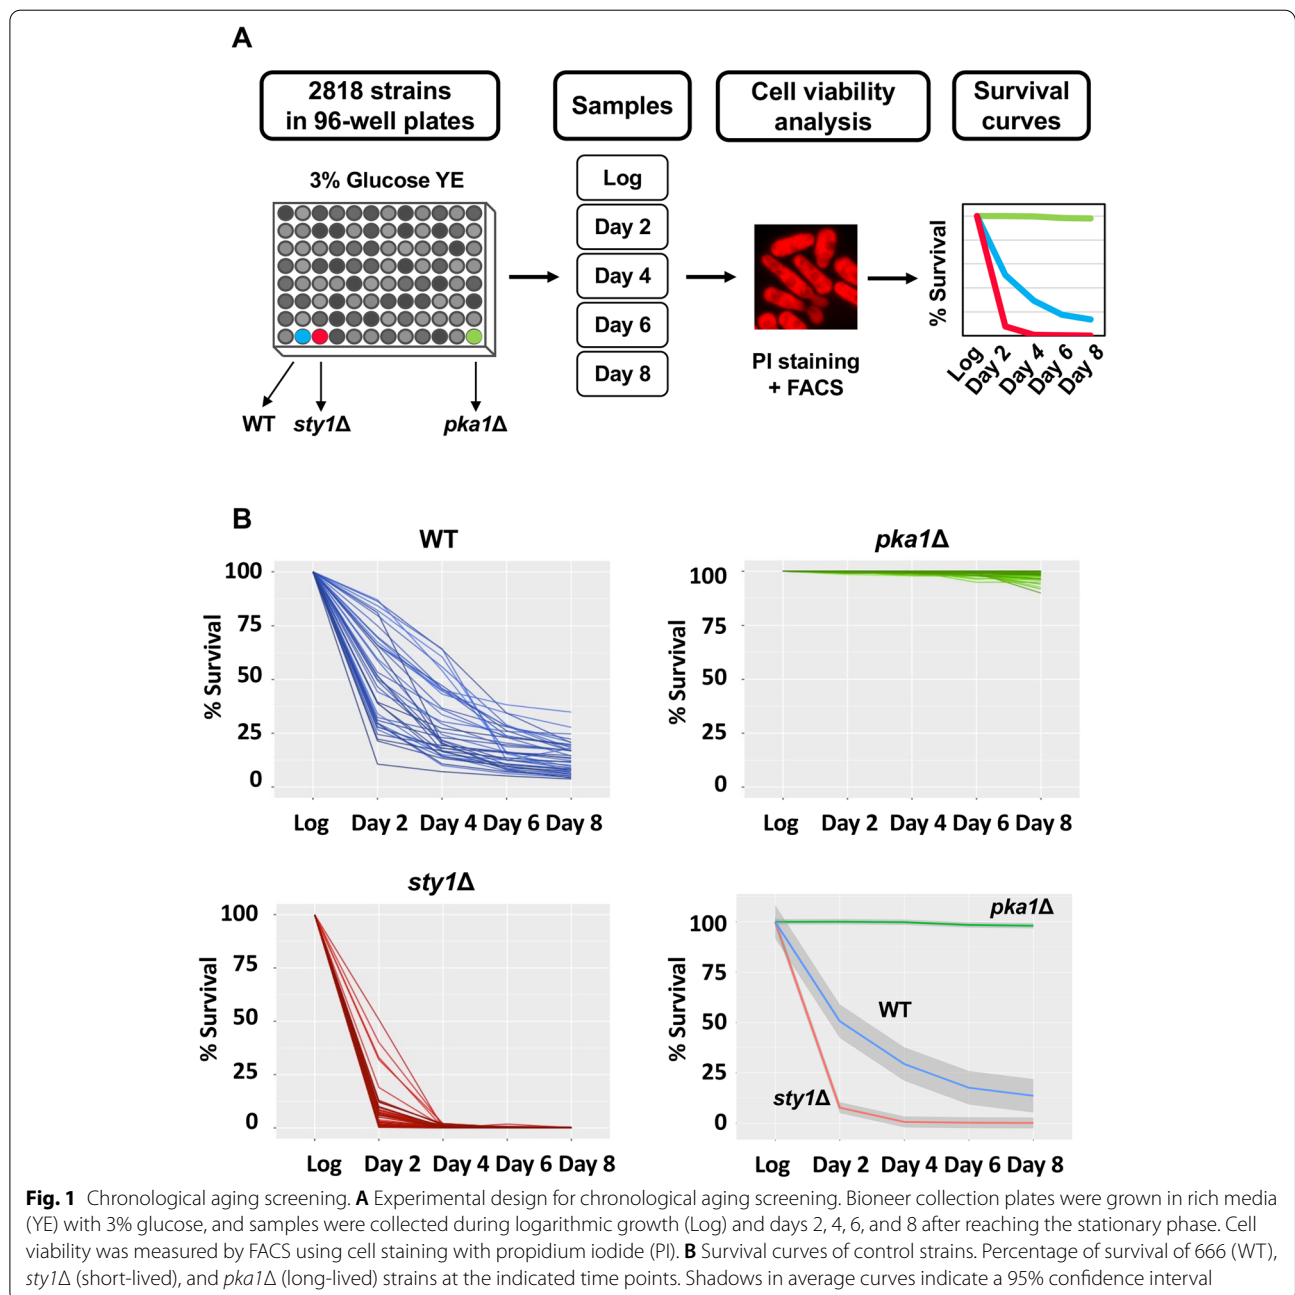 A
2818 strains
in 96-well plates
Samples
Cell viability
analysis
Survival
curves
3% Glucose YE
Log
Day 2
Day 4
Day 6
Day 8
WT
sty1Δ
pka1Δ
PI staining
+ FACS
% Survival
Log
Day 2
Day 4
Day 6
Day 8
B
WT
% Survival
100
75
50
25
0
Log Day 2 Day 4 Day 6 Day 8
pka1Δ
% Survival
100
75
50
25
0
Log Day 2 Day 4 Day 6 Day 8
sty1Δ
% Survival
100
75
50
25
0
Log Day 2 Day 4 Day 6 Day 8
% Survival
100
75
50
25
0
pka1Δ
WT
sty1Δ
Log Day 2 Day 4 Day 6 Day 8
Fig. 1 Chronological aging screening. A Experimental design for chronological aging screening. Bioneer collection plates were grown in rich media
(YE) with 3% glucose, and samples were collected during logarithmic growth (Log) and days 2, 4, 6, and 8 after reaching the stationary phase. Cell
viability was measured by FACS using cell staining with propidium iodide (PI). B Survival curves of control strains. Percentage of survival of 666 (WT),
sty1Δ (short-lived), and pka1Δ (long-lived) strains at the indicated time points. Shadows in average curves indicate a 95% confidence interval